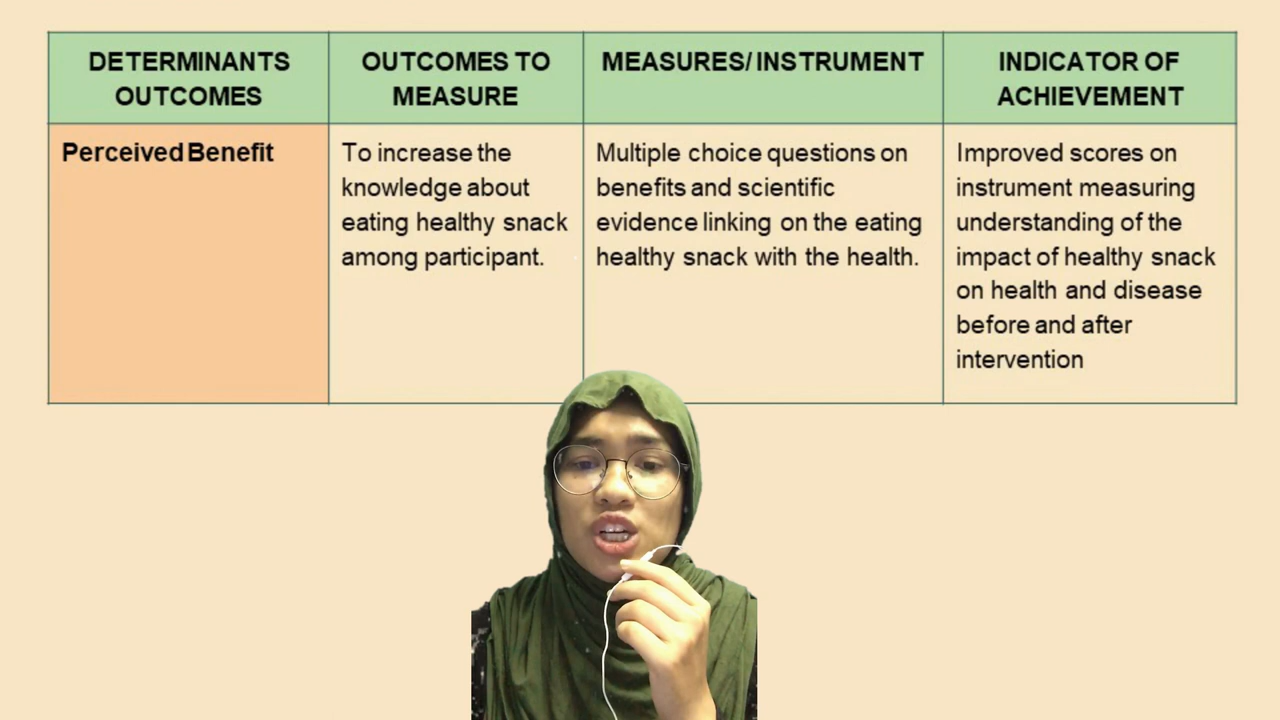 DETERMINANTS
OUTCOMES
OUTCOMES TO
MEASURE
MEASURES/ INSTRUMENT
INDICATOR OF
ACHIEVEMENT
Perceived Benefit
To increase the
knowledge about
eating healthy snack
among participant.
Multiple choice questions on
benefits and scientific
evidence linking on the eating
healthy snack with the health.
Improved scores on
instrument measuring
understanding of the
impact of healthy snack
on health and disease
before and after
intervention